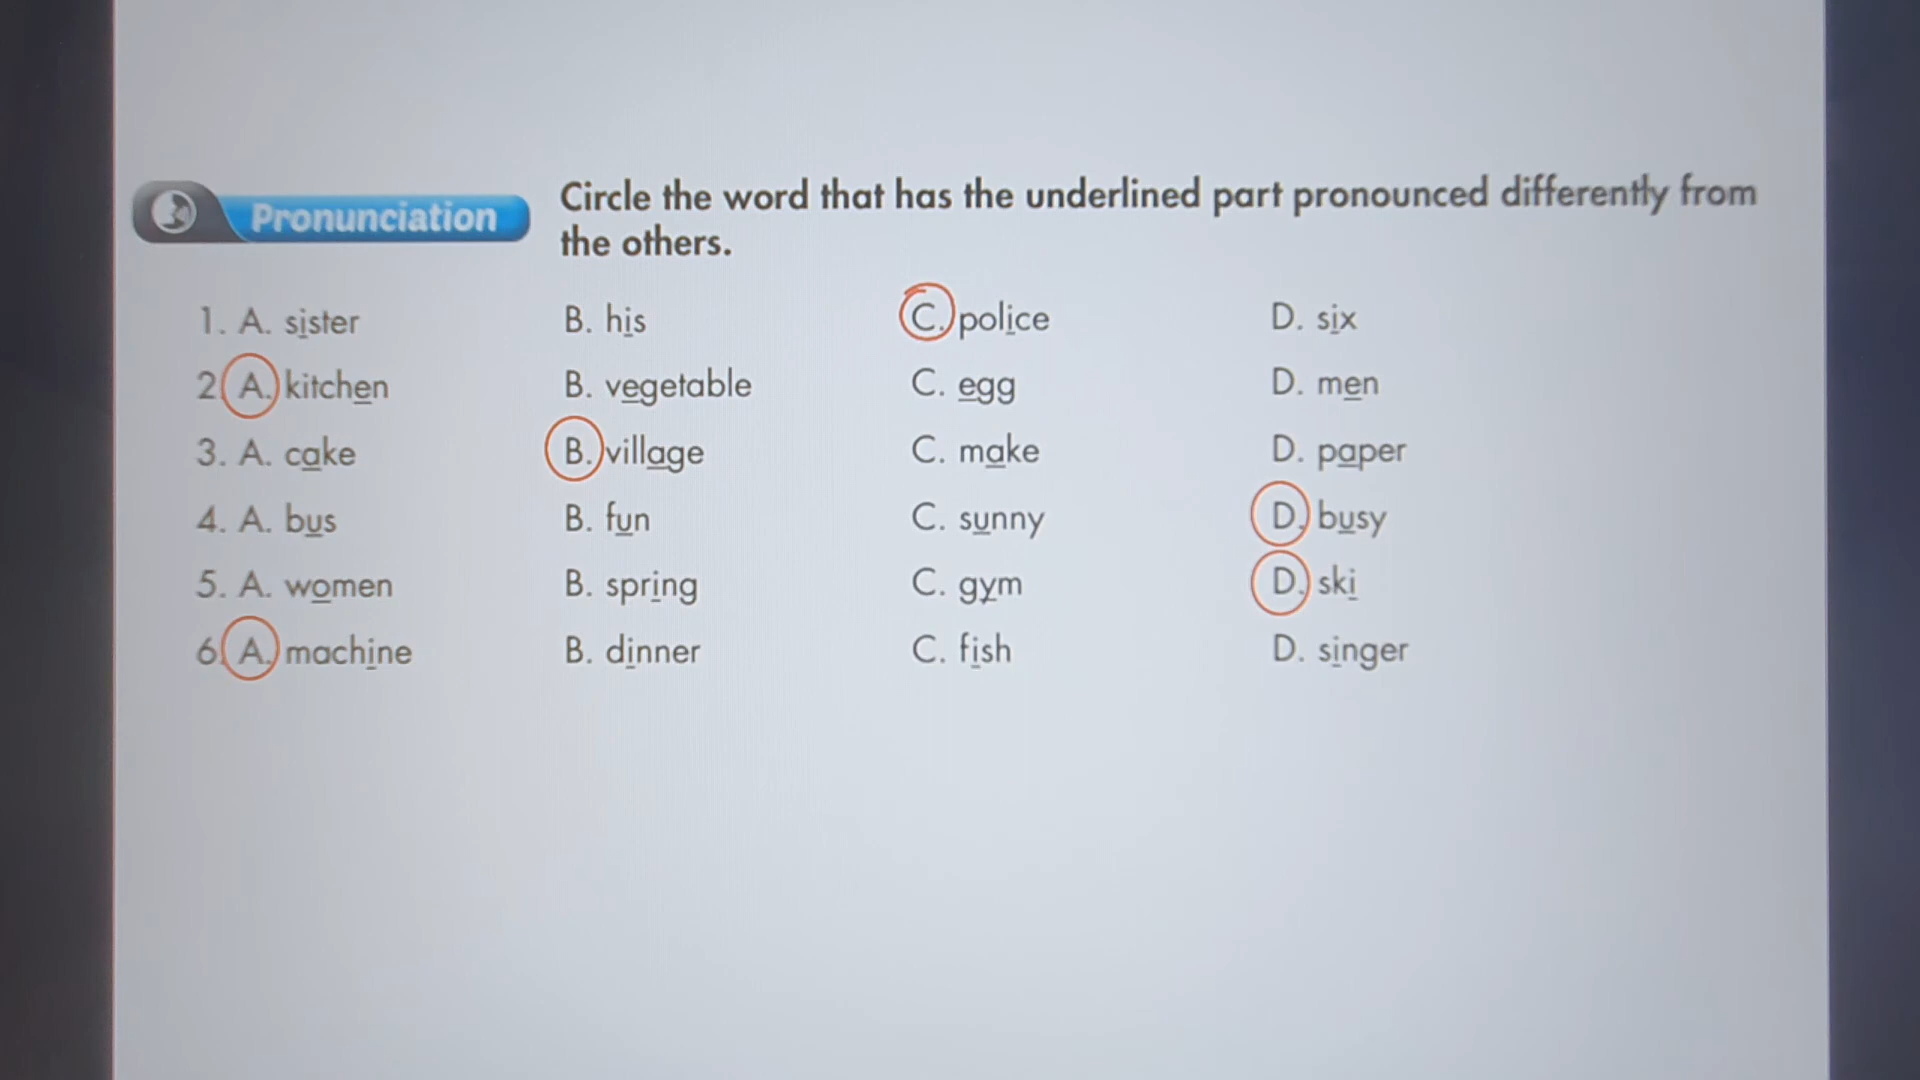 Pronunciation
Circle the word that has the underlined part pronounced differently from
the others.
1. A. sister B. his C. police D. six
2. A. kitchen B. vegetable C. egg D. men
3. A. cake B. village C. make D. paper
4. A. bus B. fun C. sunny D. busy
5. A. women B. spring C. gym D. ski
6. A. machine B. dinner C. fish D. singer